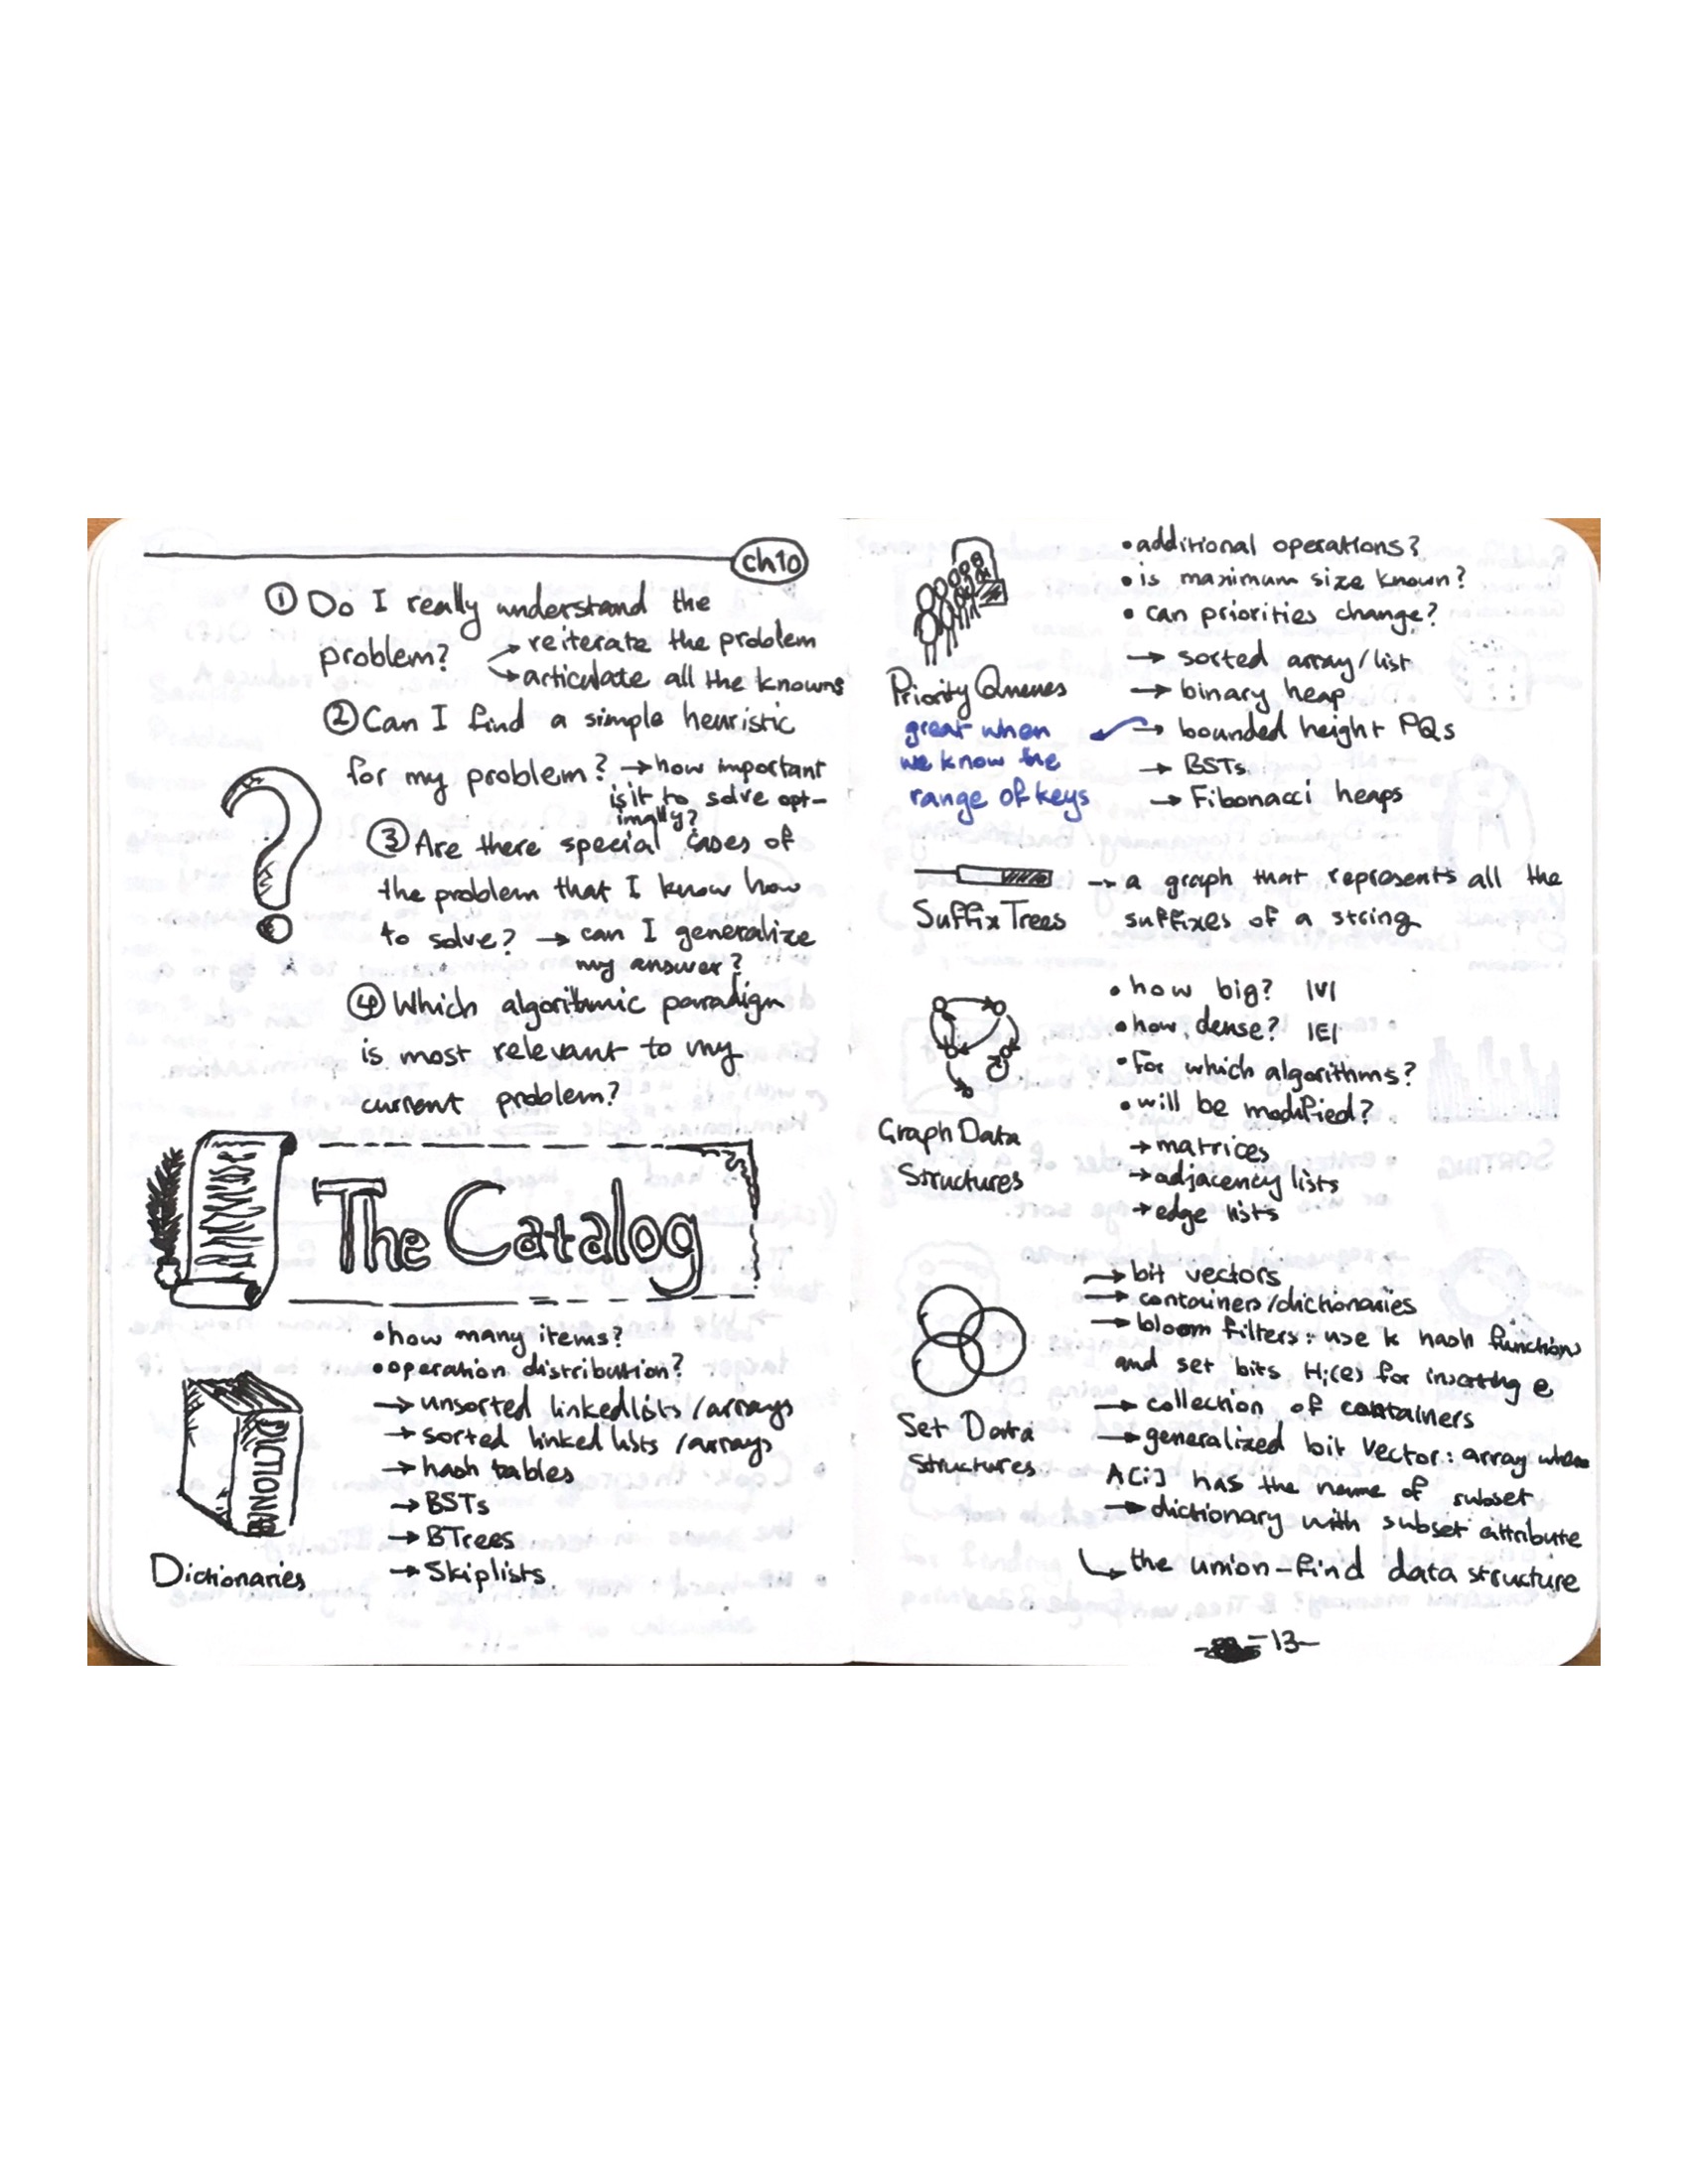 ch10
① Do I really understand the
problem? → reiterate the problem
→ articulate all the knowns
② Can I find a simple heuristic
for my problem? → how important
is it to solve opt-
imally?
③ Are there special cases of
the problem that I know how
to solve? → can I generalize
my answer?
④ Which algorithmic paradigm
is most relevant to my
current problem?
The Catalog
• how many items?
• operation distribution?
→ unsorted linkedlists/arrays
→ sorted linked lists/arrays
→ hash tables
→ BSTs
→ BTrees
→ Skiplists
DICTIONA
Dictionaries
• additional operations?
• is maximum size known?
• can priorities change?
→ sorted array/list
→ binary heap
→ bounded height PQs
→ BSTs
→ Fibonacci heaps
Priority Queues
great when
we know the
range of keys
→ a graph that represents all the
suffixes of a string
Suffix Trees
• how big? |V|
• how dense? |E|
• for which algorithms?
• will be modified?
→ matrices
→ adjacency lists
→ edge lists
Graph Data
Structures
→ bit vectors
→ containers/dictionaries
→ bloom filters: use k hash functions
and set bits Hi(e) for inserting e
→ collection of containers
→ generalized bit vector: array where
A[i] has the name of subset
→ dictionary with subset attribute
↳ the union-find data structure
Set Data
Structures
-13-